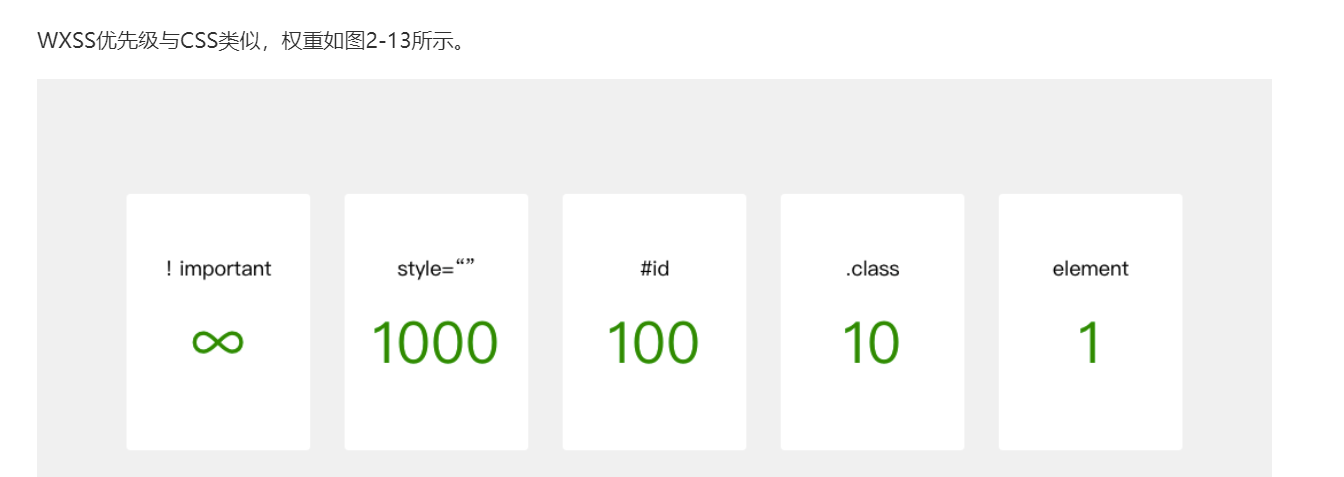 WXSS优先级与CSS类似，权重如图2-13所示。
! important
style=“”
#id
.class
element
∞
1000
100
10
1